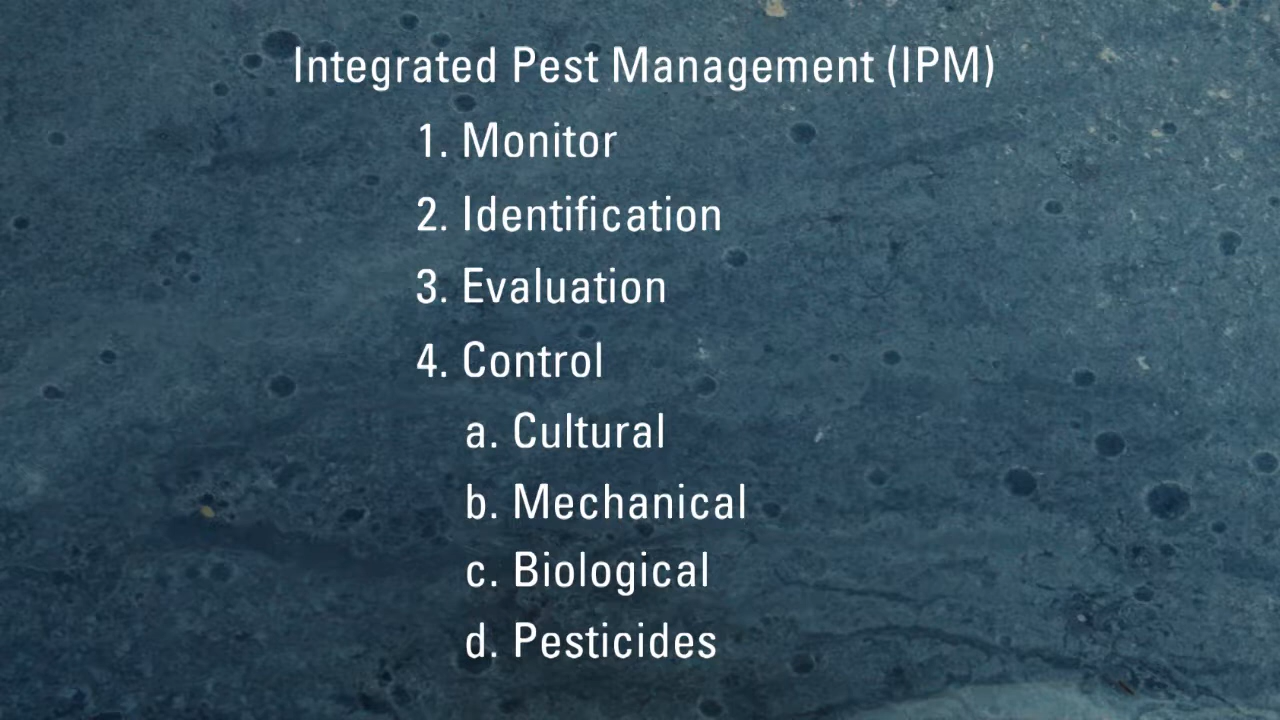 Integrated Pest Management (IPM)
1. Monitor
2. Identification
3. Evaluation
4. Control
a. Cultural
b. Mechanical
c. Biological
d. Pesticides